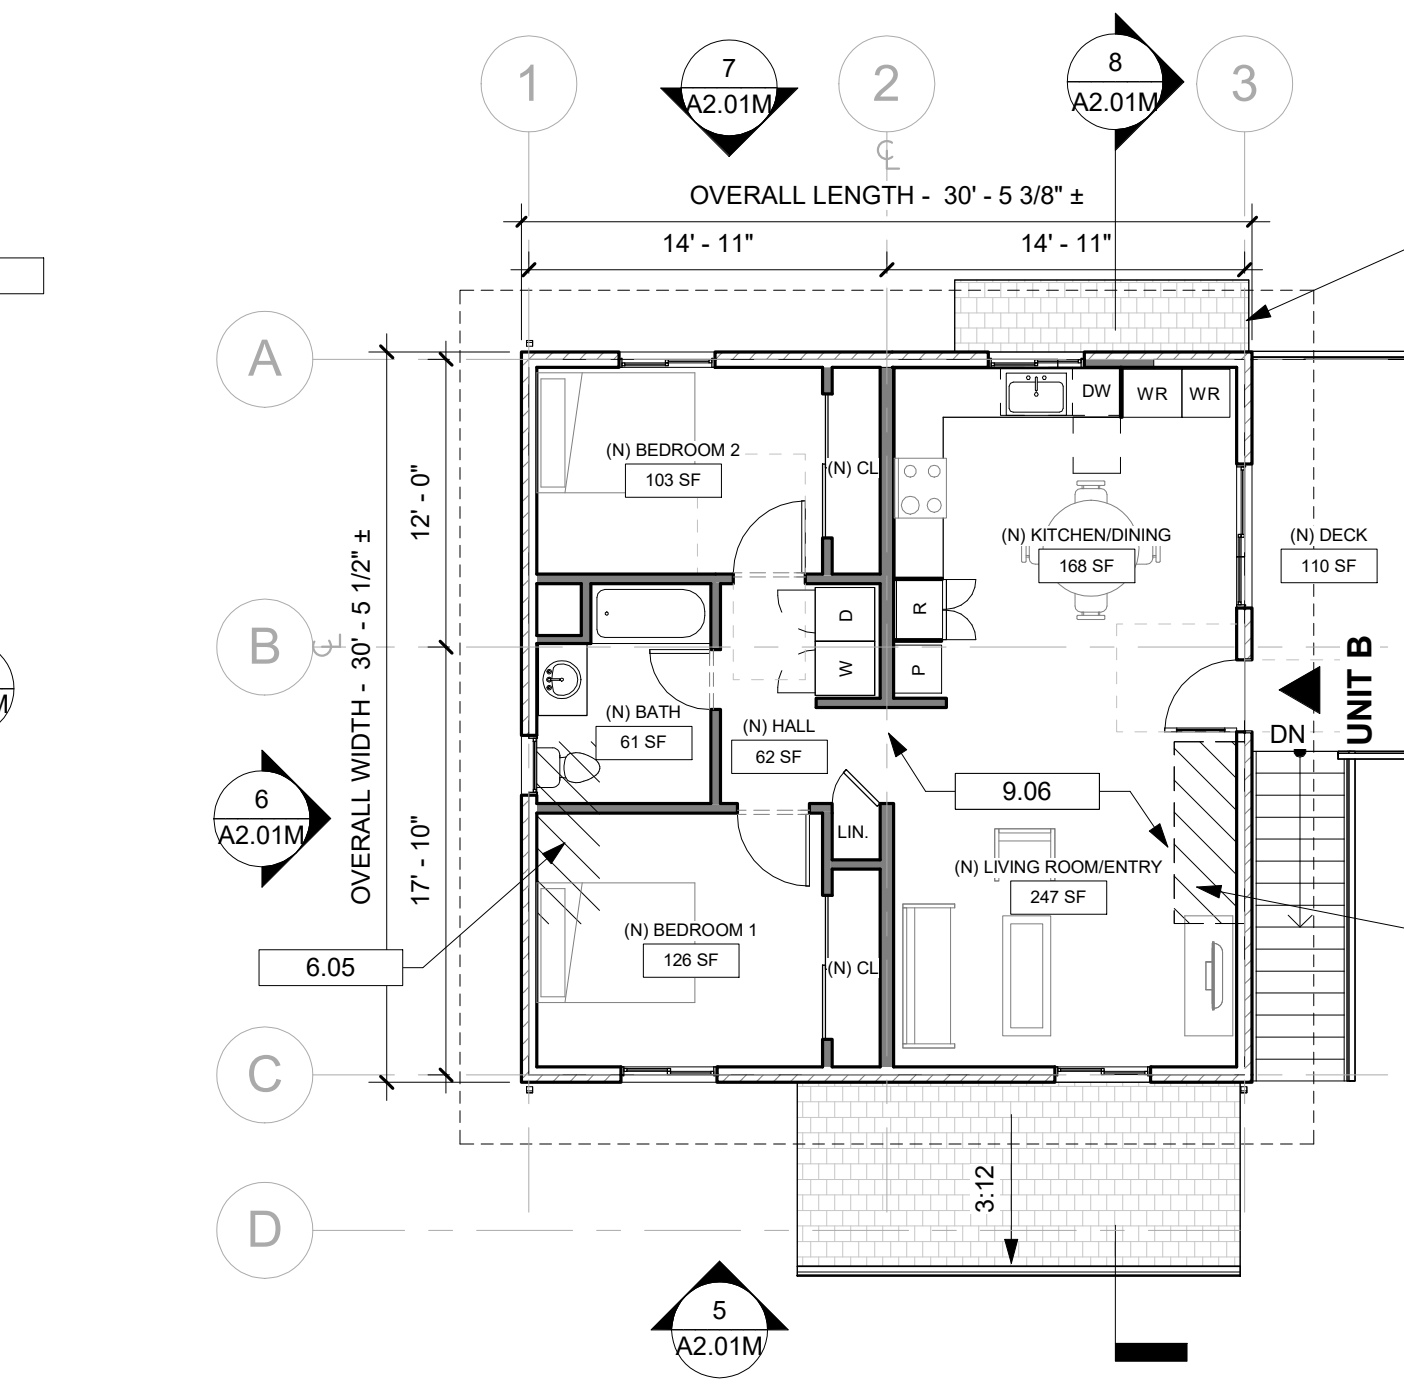 1
7
A2.01M
2
8
A2.01M
3
OVERALL LENGTH - 30' - 5 3/8" ±
14' - 11"
14' - 11"
A
DW
WR
WR
(N) BEDROOM 2
103 SF
(N) CL
12' - 0"
(N) KITCHEN/DINING
168 SF
(N) DECK
110 SF
OVERALL WIDTH - 30' - 5 1/2" ±
D
R
B
W
P
UNIT B
(N) BATH
61 SF
(N) HALL
62 SF
DN
6
A2.01M
9.06
17' - 10"
LIN.
(N) LIVING ROOM/ENTRY
247 SF
(N) BEDROOM 1
126 SF
6.05
(N) CL
C
3:12
D
5
A2.01M